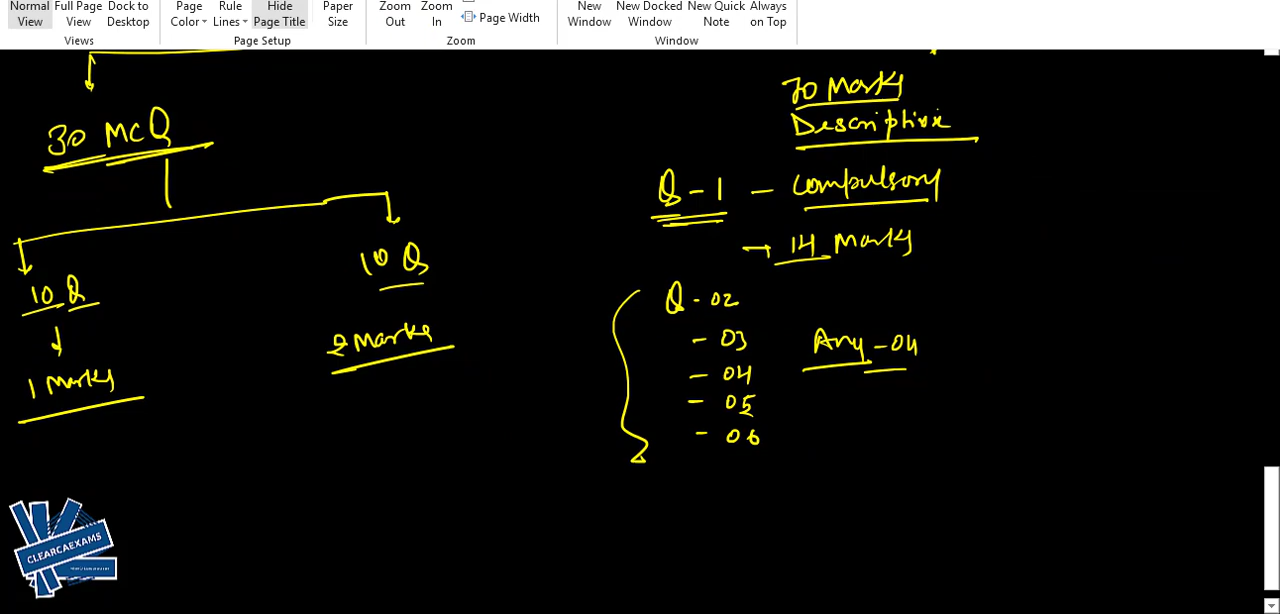 Normal View
Full Page View
Dock to Desktop
Views
Page Color
Rule Lines
Hide Page Title
Paper Size
Page Setup
Zoom Out
Zoom In
Page Width
Zoom
New Window
New Docked Window
New Quick Note
Always on Top
Window
30 MCQ
10 Q
1 Marks
10 Q
2 Marks
70 Marks
Descriptive
Q-1 - Compulsory
→ 14 Marks
Q - 02
- 03
- 04
- 05
- 06
Any - 04
CLEARCAEXAMS